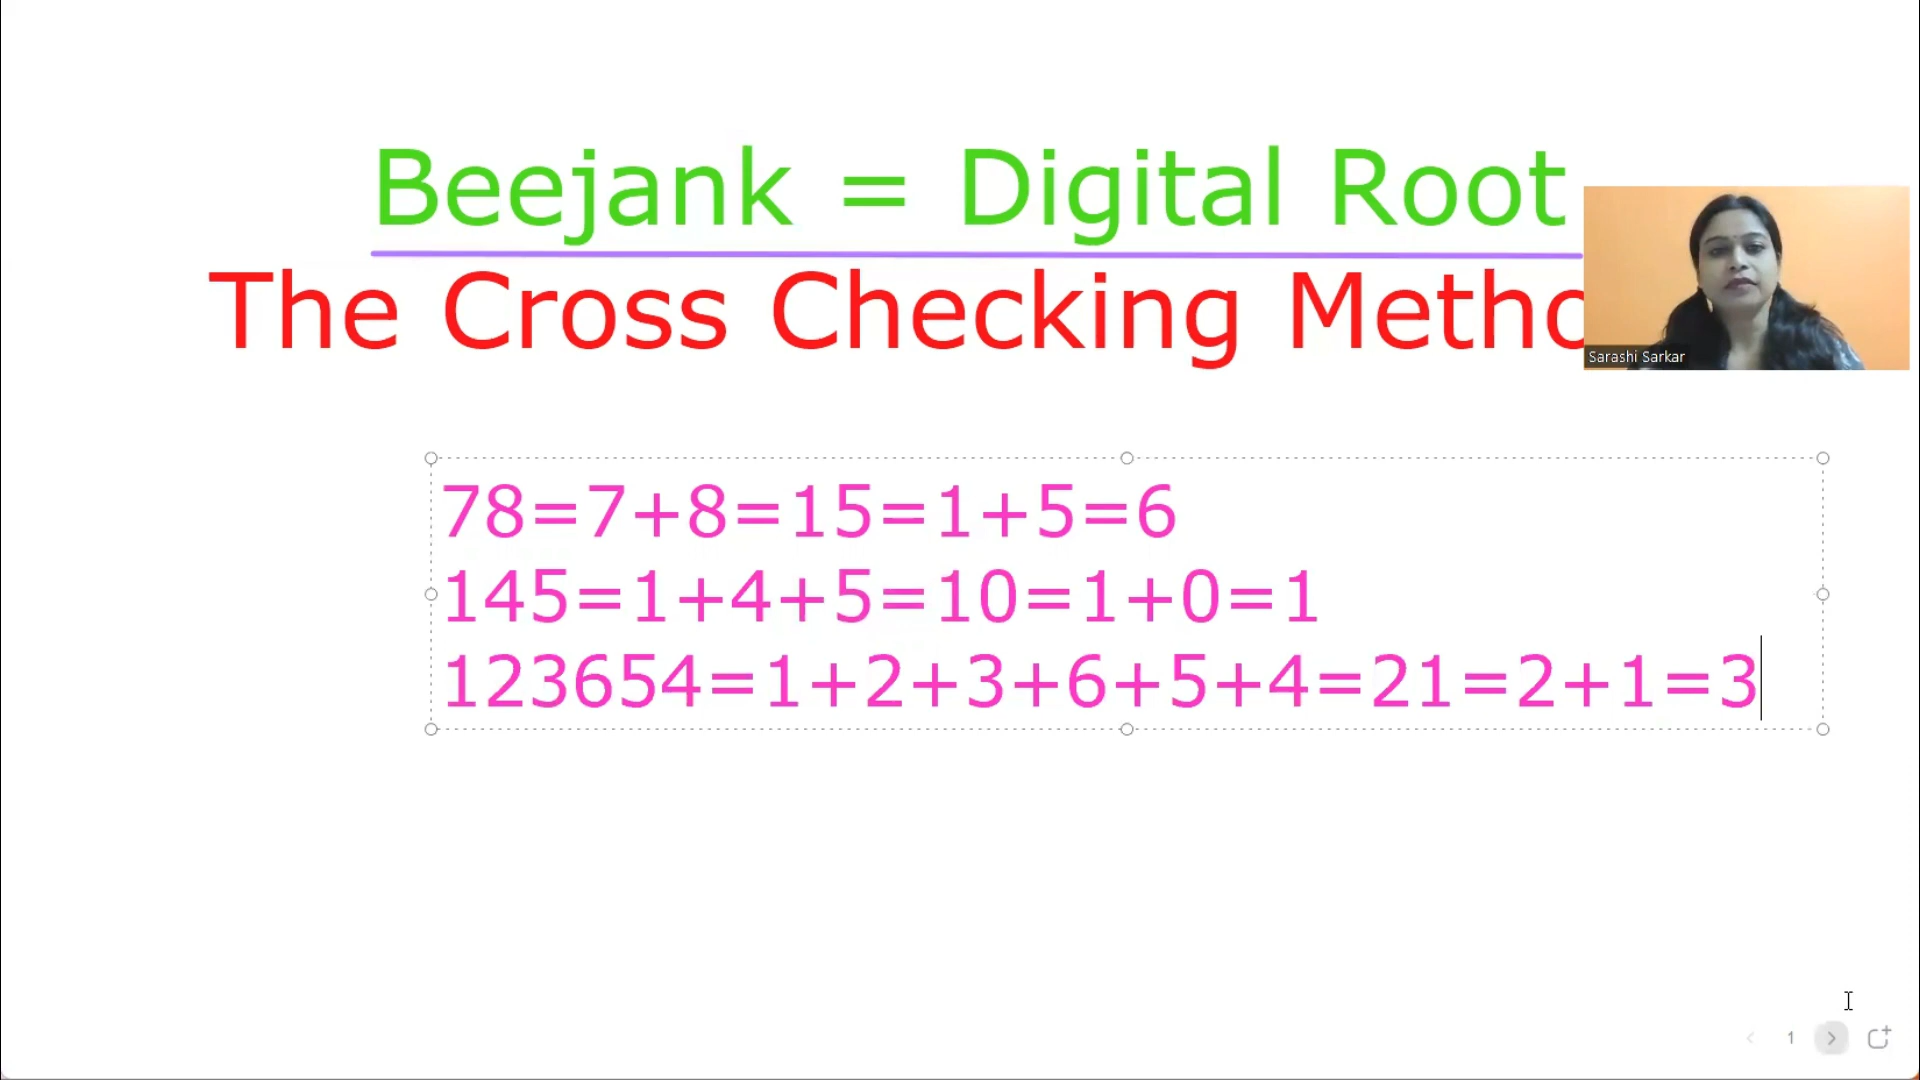 Beejank = Digital Root
The Cross Checking Metho
Sarashi Sarkar
78=7+8=15=1+5=6
145=1+4+5=10=1+0=1
123654=1+2+3+6+5+4=21=2+1=3
1